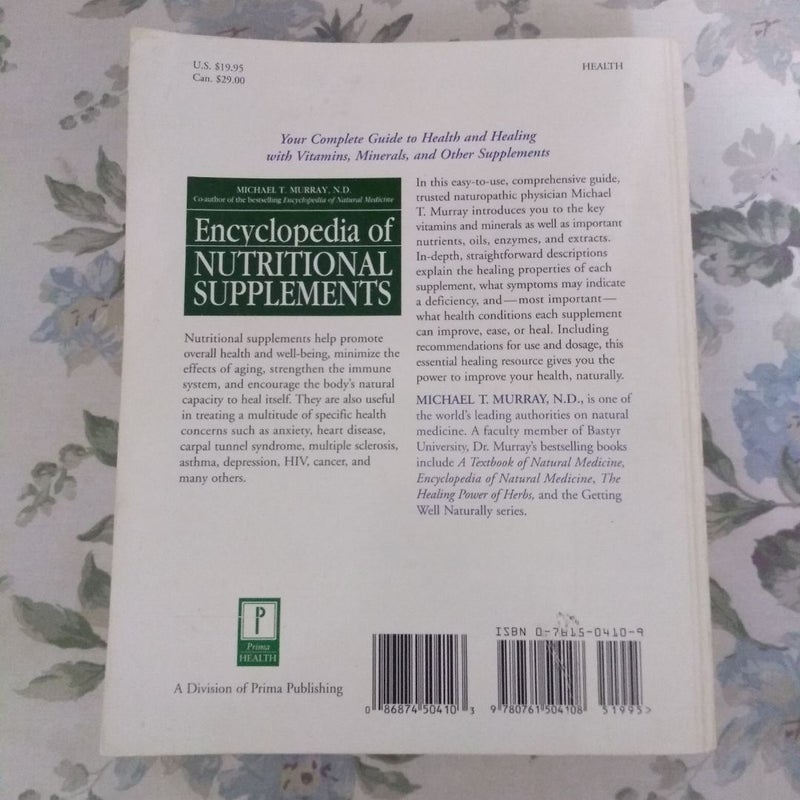 U.S. $19.95
Can. $29.00
HEALTH
Your Complete Guide to Health and Healing
with Vitamins, Minerals, and Other Supplements
MICHAEL T. MURRAY, N.D.
Co-author of the bestselling Encyclopedia of Natural Medicine
Encyclopedia of
NUTRITIONAL
SUPPLEMENTS
Nutritional supplements help promote
overall health and well-being, minimize the
effects of aging, strengthen the immune
system, and encourage the body's natural
capacity to heal itself. They are also useful
in treating a multitude of specific health
concerns such as anxiety, heart disease,
carpal tunnel syndrome, multiple sclerosis,
asthma, depression, HIV, cancer, and
many others.
In this easy-to-use, comprehensive guide,
trusted naturopathic physician Michael
T. Murray introduces you to the key
vitamins and minerals as well as important
nutrients, oils, enzymes, and extracts.
In-depth, straightforward descriptions
explain the healing properties of each
supplement, what symptoms may indicate
a deficiency, and—most important—
what health conditions each supplement
can improve, ease, or heal. Including
recommendations for use and dosage, this
essential healing resource gives you the
power to improve your health, naturally.
MICHAEL T. MURRAY, N.D., is one of
the world's leading authorities on natural
medicine. A faculty member of Bastyr
University, Dr. Murray's bestselling books
include A Textbook of Natural Medicine,
Encyclopedia of Natural Medicine, The
Healing Power of Herbs, and the Getting
Well Naturally series.
P
Prima
HEALTH
A Division of Prima Publishing
0 86874 50410 3
ISBN 0-7615-0410-9
9 780761 504108
51995>